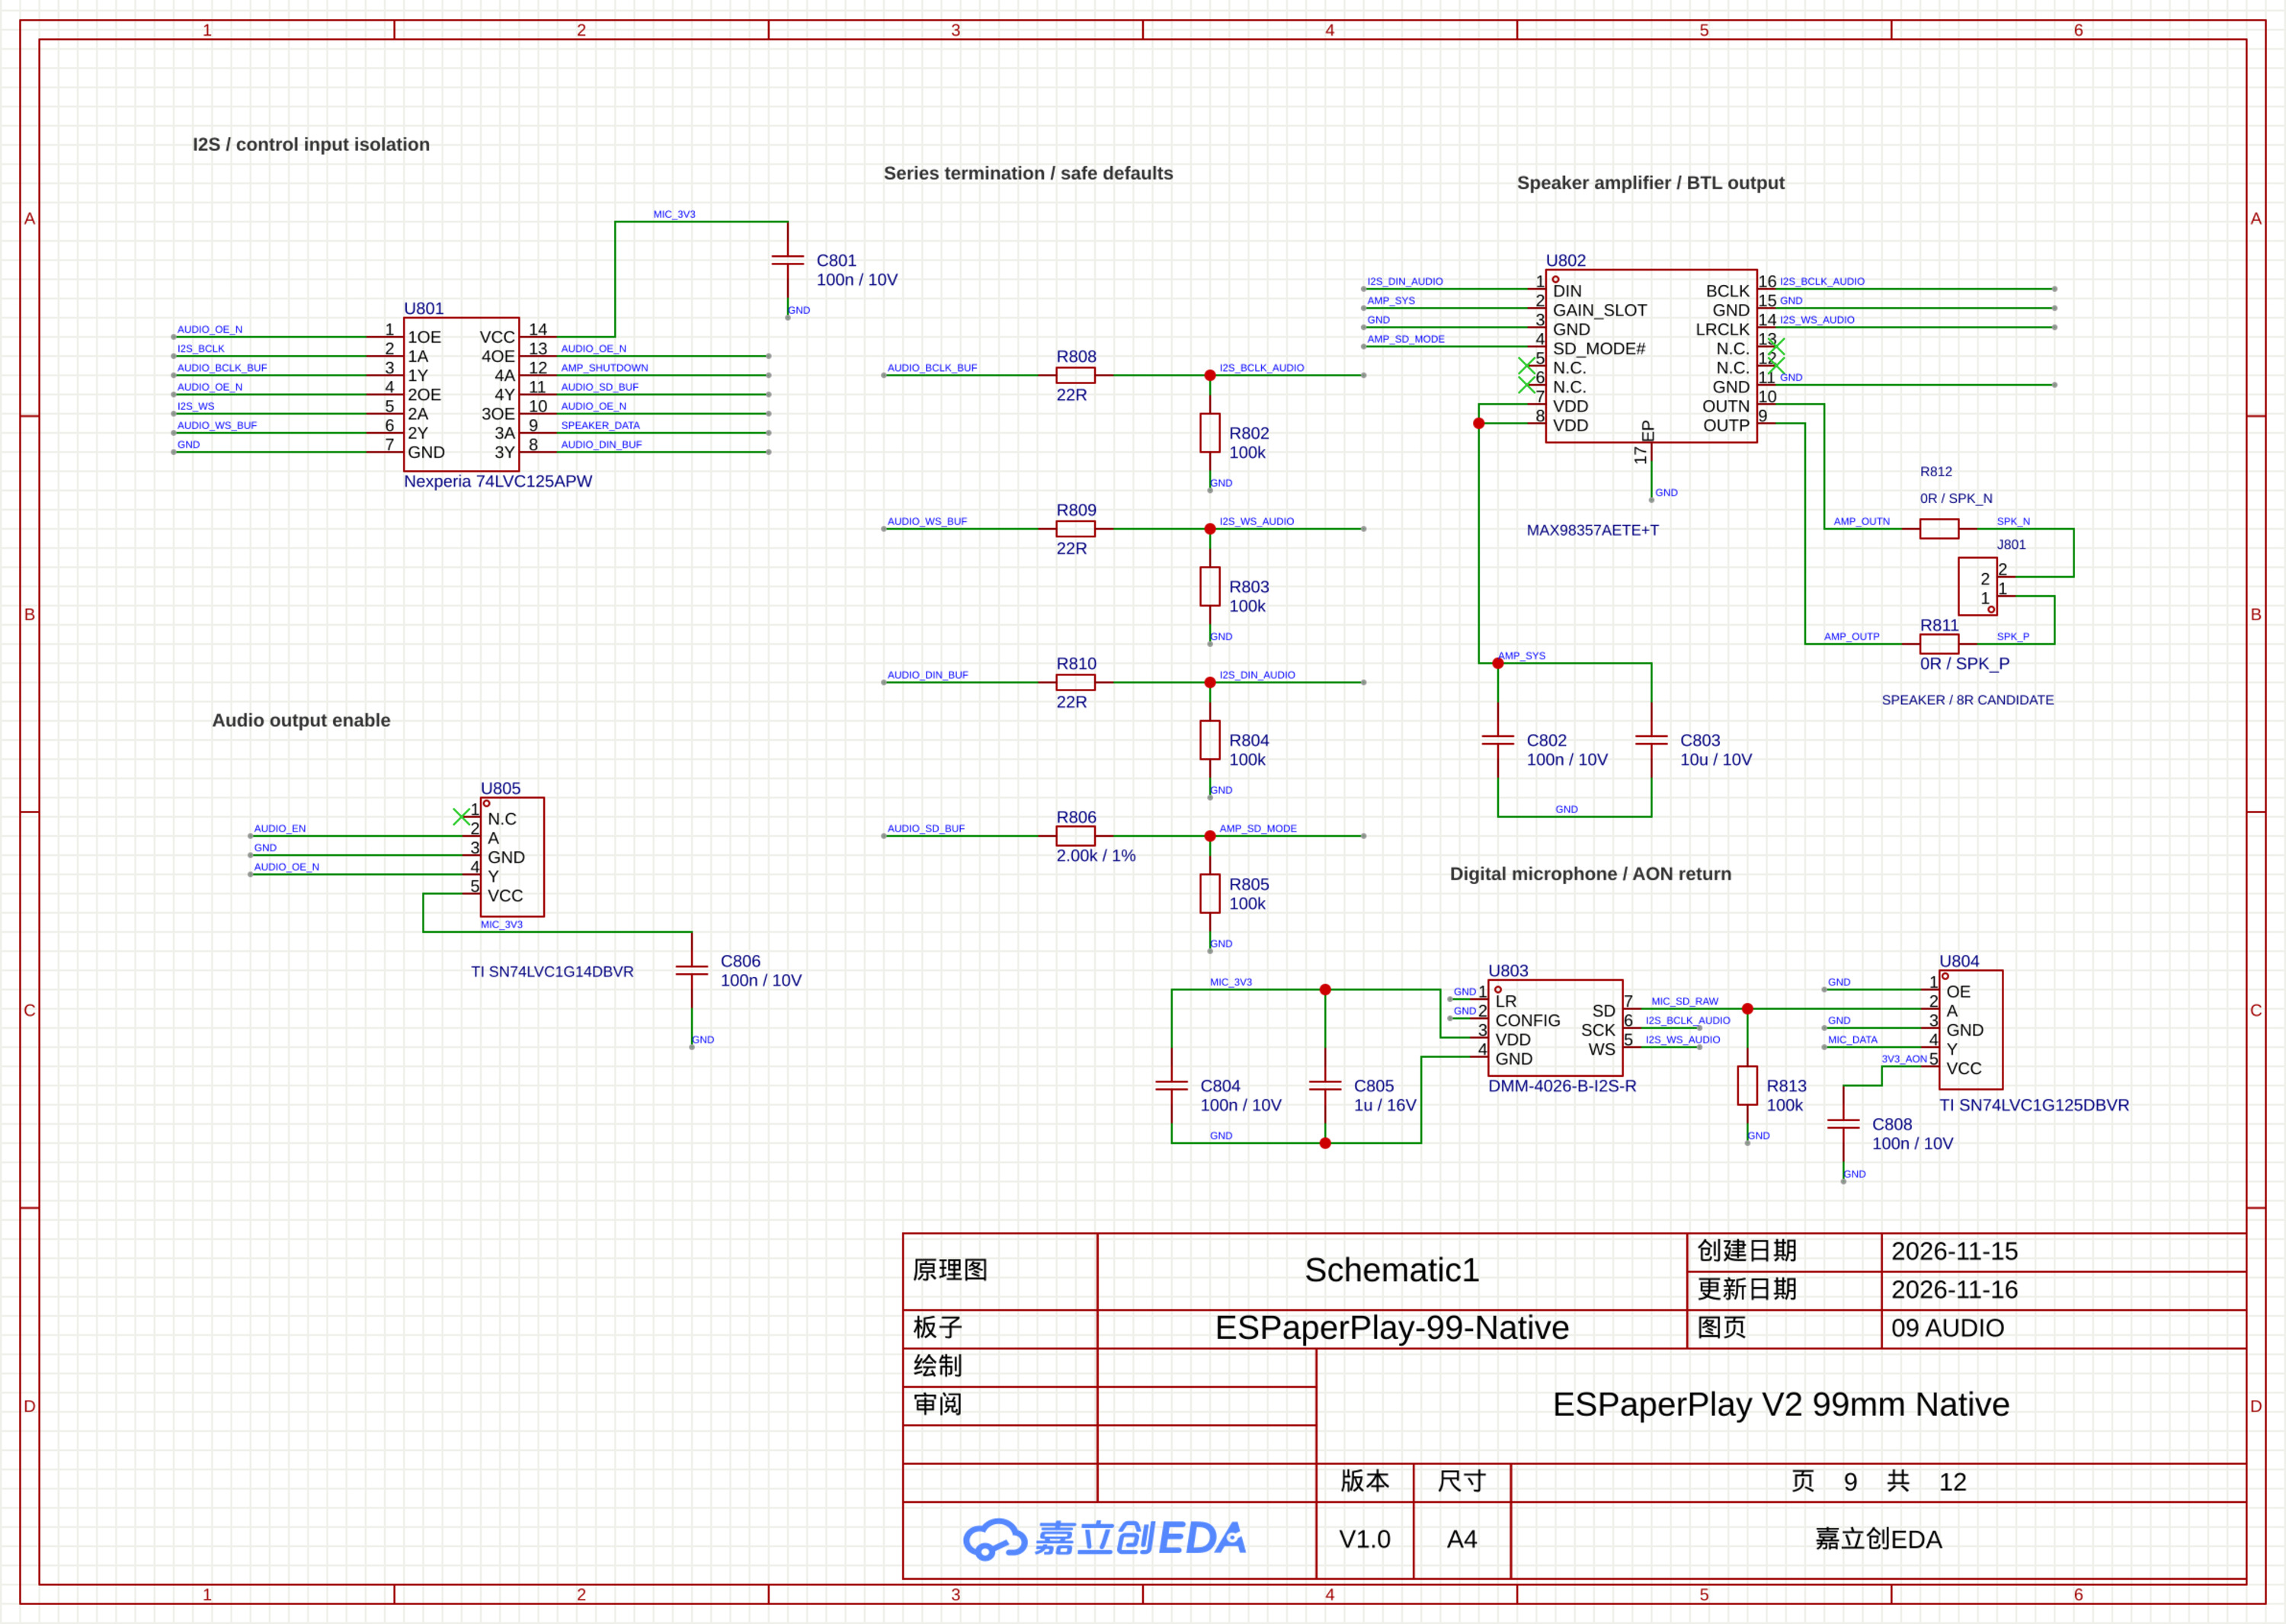 1 2 3 4 5 6
A A
B B
C C
D D
I2S / control input isolation
MIC_3V3
C801
100n / 10V
GND
U801
AUDIO_OE_N 1 1OE VCC 14
I2S_BCLK 2 1A 4OE 13 AUDIO_OE_N
AUDIO_BCLK_BUF 3 1Y 4A 12 AMP_SHUTDOWN
AUDIO_OE_N 4 2OE 4Y 11 AUDIO_SD_BUF
I2S_WS 5 2A 3OE 10 AUDIO_OE_N
AUDIO_WS_BUF 6 2Y 3A 9 SPEAKER_DATA
GND 7 GND 3Y 8 AUDIO_DIN_BUF
Nexperia 74LVC125APW
Audio output enable
U805
1 N.C
AUDIO_EN 2 A
GND 3 GND
AUDIO_OE_N 4 Y
5 VCC
MIC_3V3
TI SN74LVC1G14DBVR
C806
100n / 10V
GND
Series termination / safe defaults
AUDIO_BCLK_BUF R808 I2S_BCLK_AUDIO
22R
R802
100k
GND
AUDIO_WS_BUF R809 I2S_WS_AUDIO
22R
R803
100k
GND
AUDIO_DIN_BUF R810 I2S_DIN_AUDIO
22R
R804
100k
GND
AUDIO_SD_BUF R806 AMP_SD_MODE
2.00k / 1%
R805
100k
GND
Speaker amplifier / BTL output
U802
I2S_DIN_AUDIO 1 DIN BCLK 16 I2S_BCLK_AUDIO
AMP_SYS 2 GAIN_SLOT GND 15 GND
GND 3 GND LRCLK 14 I2S_WS_AUDIO
AMP_SD_MODE 4 SD_MODE# N.C. 13
5 N.C. N.C. 12
6 N.C. GND 11 GND
7 VDD OUTN 10
8 VDD OUTP 9
EP
17
GND
MAX98357AETE+T
R812
0R / SPK_N
AMP_OUTN SPK_N
J801
2 2
1 1
R811
AMP_OUTP SPK_P
0R / SPK_P
SPEAKER / 8R CANDIDATE
AMP_SYS
C802
100n / 10V
C803
10u / 10V
GND
Digital microphone / AON return
MIC_3V3
C804
100n / 10V
C805
1u / 16V
GND
U803
GND 1 LR SD 7 MIC_SD_RAW
GND 2 CONFIG SCK 6 I2S_BCLK_AUDIO
3 VDD WS 5 I2S_WS_AUDIO
4 GND
DMM-4026-B-I2S-R
R813
100k
GND
U804
GND 1 OE
2 A
GND 3 GND
MIC_DATA 4 Y
3V3_AON 5 VCC
TI SN74LVC1G125DBVR
C808
100n / 10V
GND
原理图 Schematic1 创建日期 2026-11-15
更新日期 2026-11-16
板子 ESPaperPlay-99-Native 图页 09 AUDIO
绘制
审阅
ESPaperPlay V2 99mm Native
版本 尺寸 页 9 共 12
嘉立创EDA V1.0 A4 嘉立创EDA
1 2 3 4 5 6